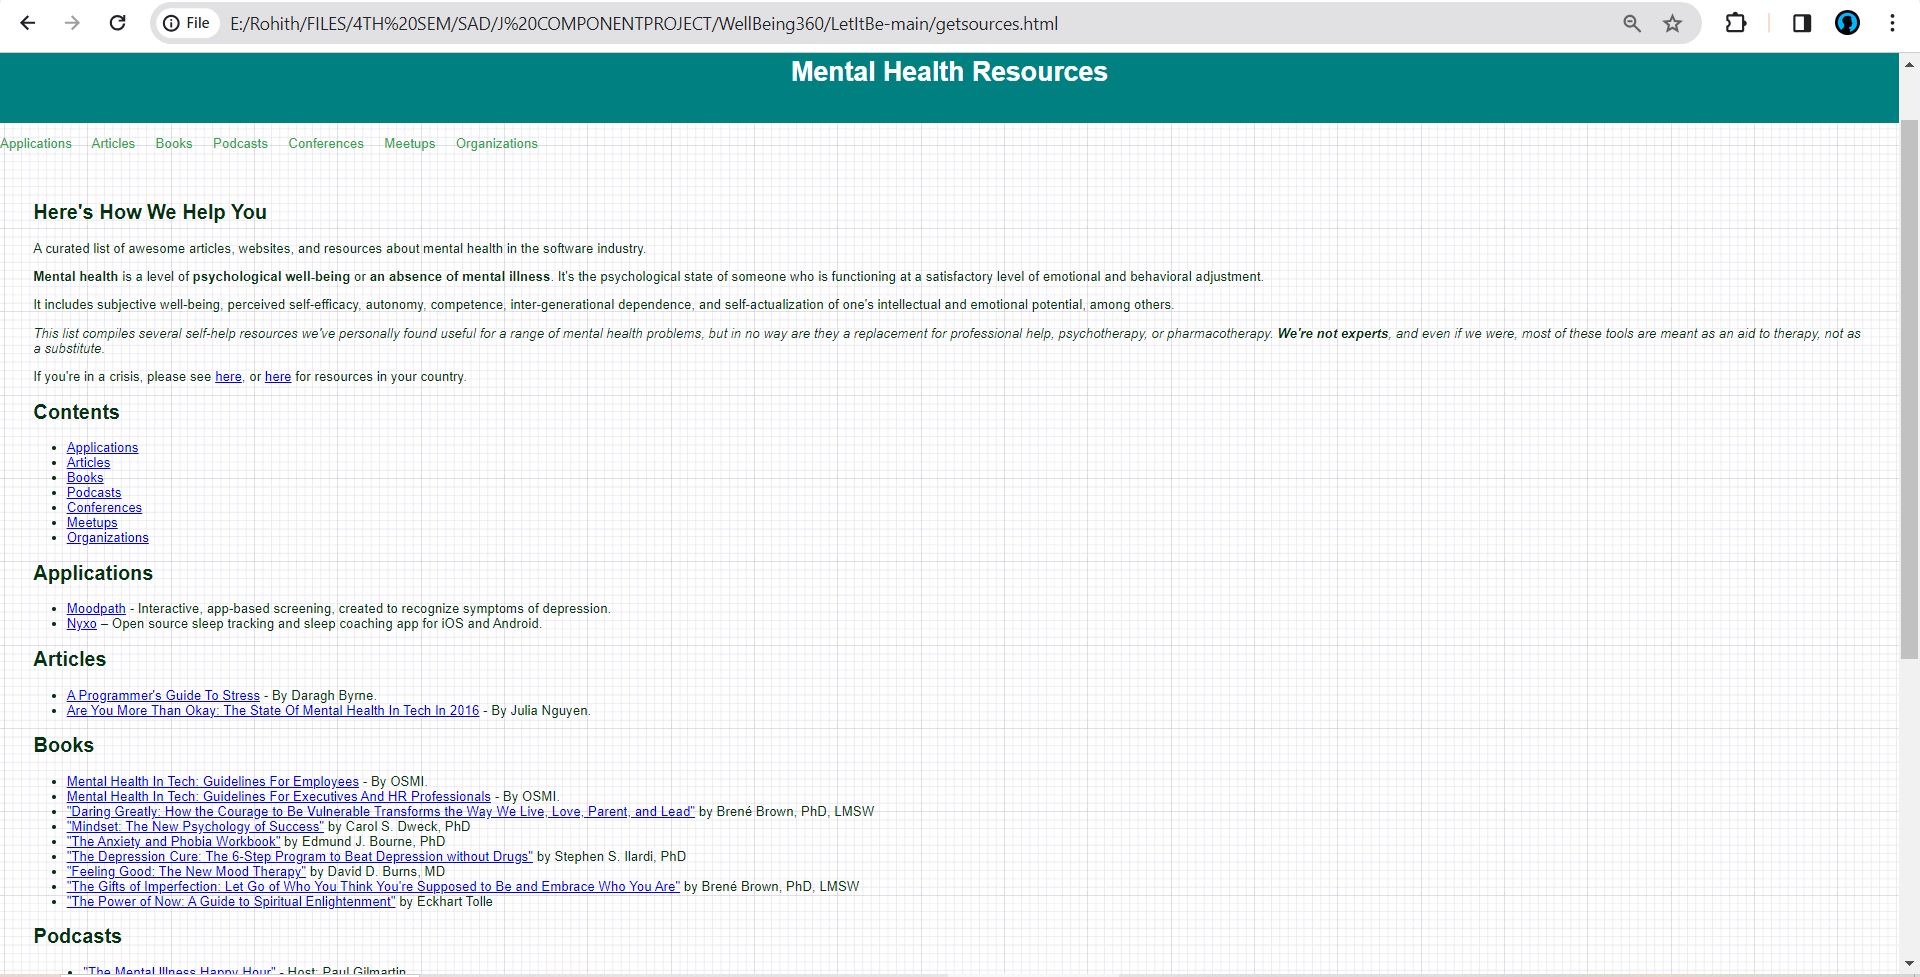 File E:/Rohith/FILES/4TH%20SEM/SAD/J%20COMPONENTPROJECT/WellBeing360/LetItBe-main/getsources.html
Mental Health Resources
Applications Articles Books Podcasts Conferences Meetups Organizations
Here's How We Help You
A curated list of awesome articles, websites, and resources about mental health in the software industry.
Mental health is a level of psychological well-being or an absence of mental illness. It's the psychological state of someone who is functioning at a satisfactory level of emotional and behavioral adjustment.
It includes subjective well-being, perceived self-efficacy, autonomy, competence, inter-generational dependence, and self-actualization of one's intellectual and emotional potential, among others.
This list compiles several self-help resources we've personally found useful for a range of mental health problems, but in no way are they a replacement for professional help, psychotherapy, or pharmacotherapy. We're not experts, and even if we were, most of these tools are meant as an aid to therapy, not as
a substitute.
If you're in a crisis, please see here, or here for resources in your country.
Contents
• Applications
• Articles
• Books
• Podcasts
• Conferences
• Meetups
• Organizations
Applications
• Moodpath - Interactive, app-based screening, created to recognize symptoms of depression.
• Nyxo – Open source sleep tracking and sleep coaching app for iOS and Android.
Articles
• A Programmer's Guide To Stress - By Daragh Byrne.
• Are You More Than Okay: The State Of Mental Health In Tech In 2016 - By Julia Nguyen.
Books
• Mental Health In Tech: Guidelines For Employees - By OSMI.
• Mental Health In Tech: Guidelines For Executives And HR Professionals - By OSMI.
• "Daring Greatly: How the Courage to Be Vulnerable Transforms the Way We Live, Love, Parent, and Lead" by Brené Brown, PhD, LMSW
• "Mindset: The New Psychology of Success" by Carol S. Dweck, PhD
• "The Anxiety and Phobia Workbook" by Edmund J. Bourne, PhD
• "The Depression Cure: The 6-Step Program to Beat Depression without Drugs" by Stephen S. Ilardi, PhD
• "Feeling Good: The New Mood Therapy" by David D. Burns, MD
• "The Gifts of Imperfection: Let Go of Who You Think You're Supposed to Be and Embrace Who You Are" by Brené Brown, PhD, LMSW
• "The Power of Now: A Guide to Spiritual Enlightenment" by Eckhart Tolle
Podcasts
• "The Mental Illness Happy Hour" - Host: Paul Gilmartin